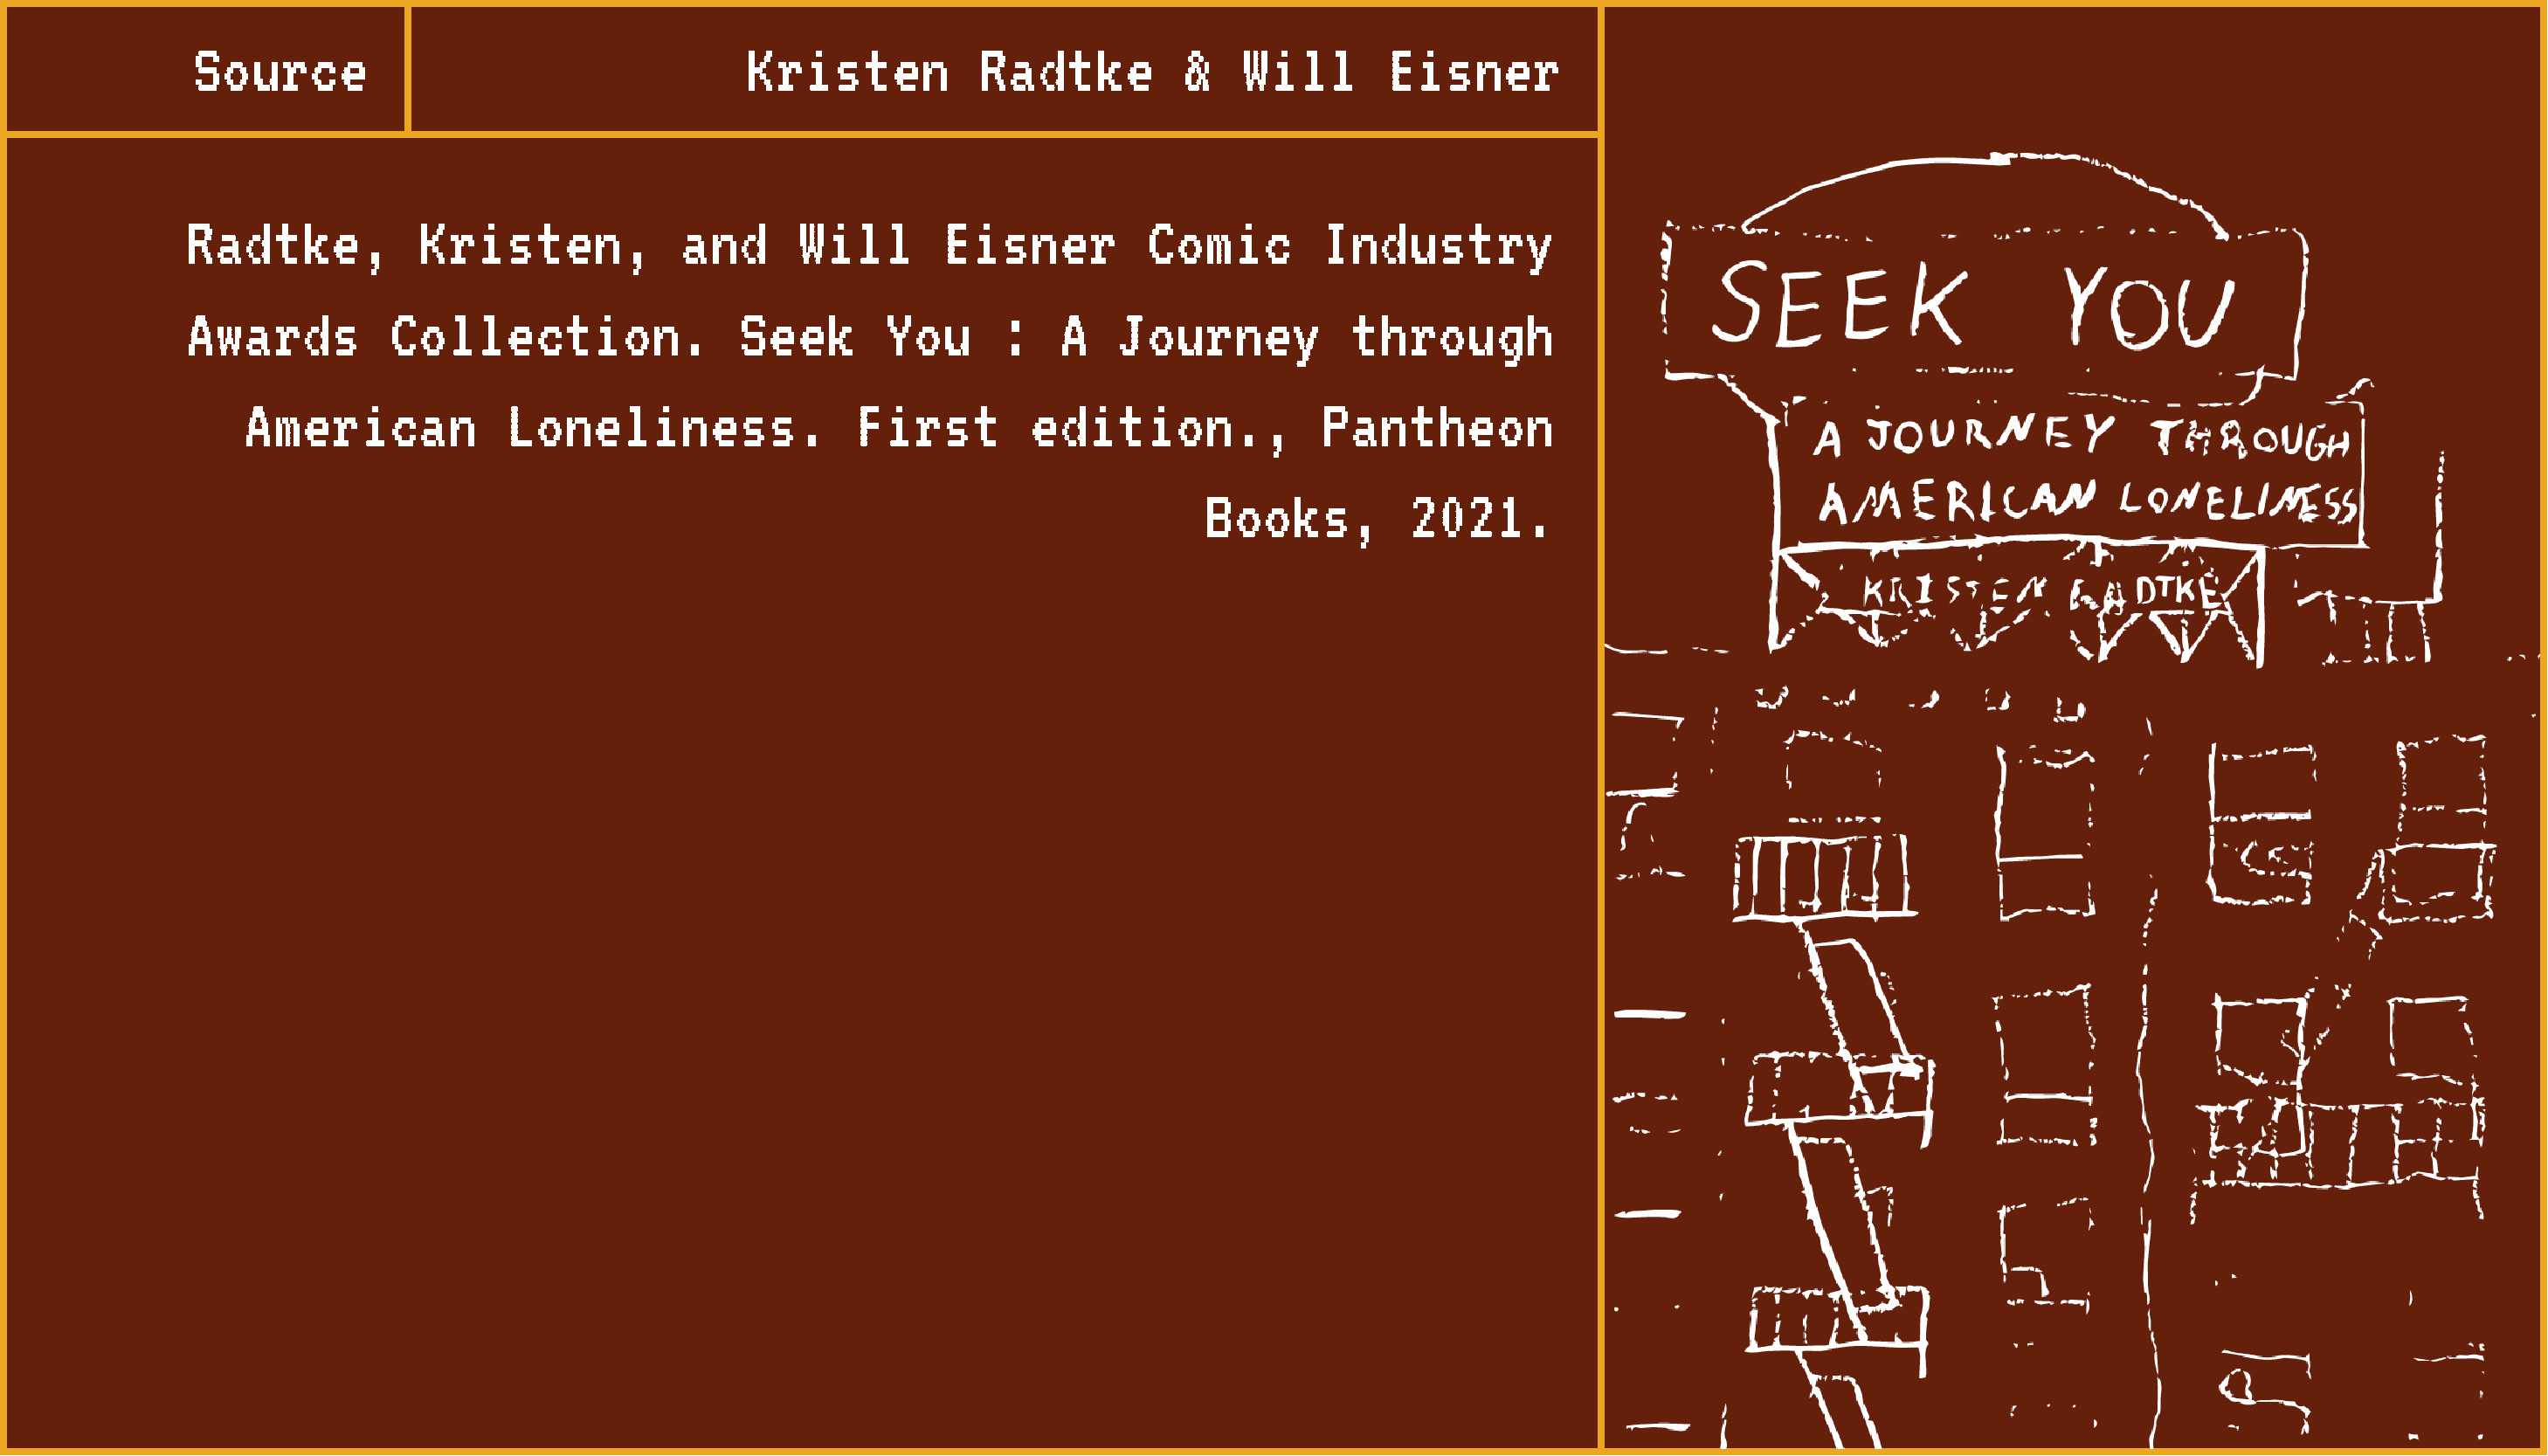 Source
Kristen Radtke & Will Eisner
Radtke, Kristen, and Will Eisner Comic Industry
Awards Collection. Seek You : A Journey through
American Loneliness. First edition., Pantheon
Books, 2021.
SEEK YOU
A JOURNEY THROUGH
AMERICAN LONELINESS
KRISTEN RADTKE